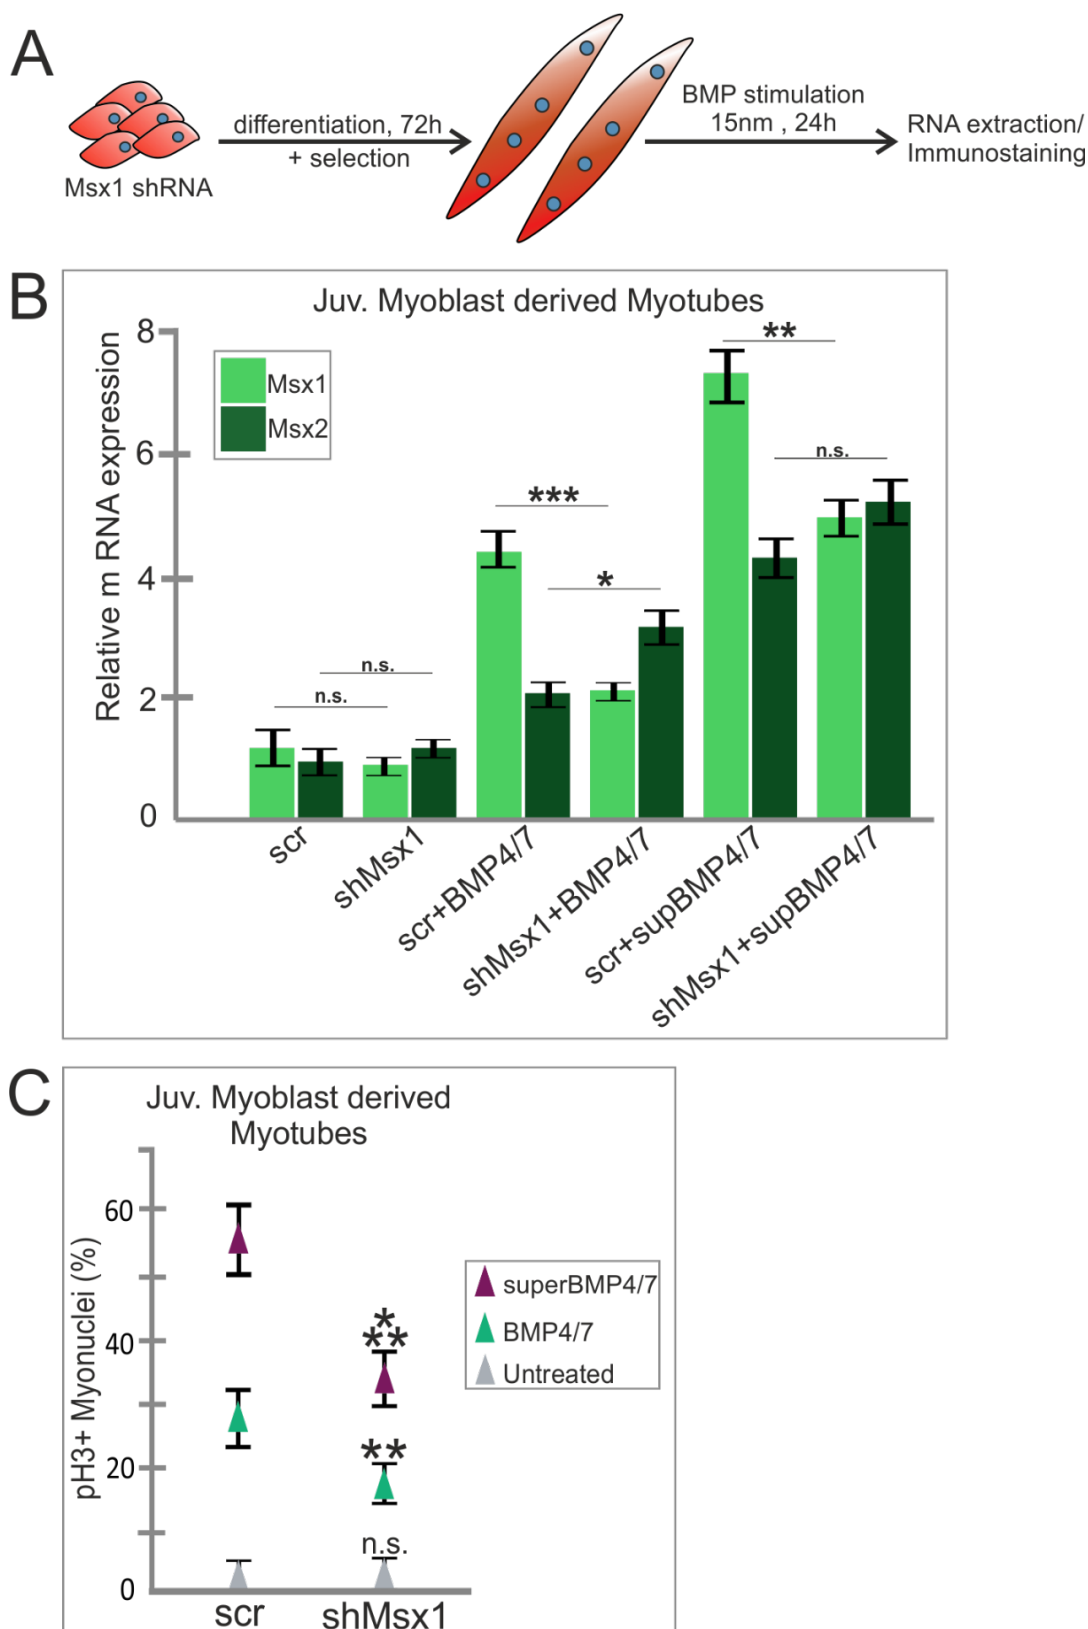 A
Msx1 shRNA
differentiation, 72h
+ selection
BMP stimulation
15nm , 24h
RNA extraction/
Immunostaining
B
Juv. Myoblast derived Myotubes
Relative m RNA expression
8
6
4
2
0
Msx1
Msx2
n.s.
n.s.
***
*
**
n.s.
scr
shMsx1
scr+BMP4/7
shMsx1+BMP4/7
scr+supBMP4/7
shMsx1+supBMP4/7
C
Juv. Myoblast derived
Myotubes
pH3+ Myonuclei (%)
60
40
20
0
*
**
**
n.s.
superBMP4/7
BMP4/7
Untreated
scr
shMsx1